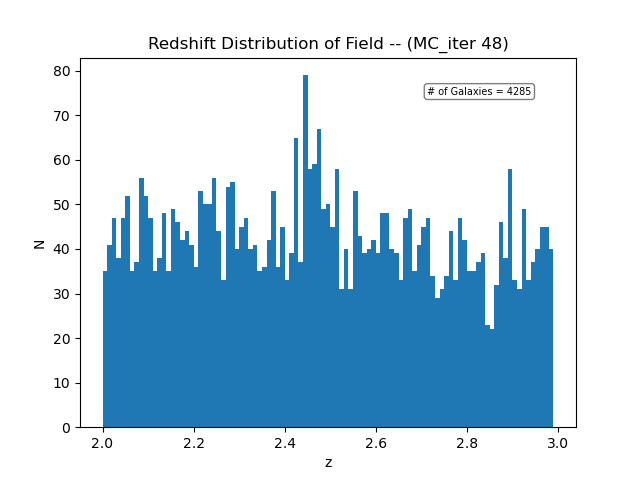 Redshift Distribution of Field -- (MC_iter 48)
# of Galaxies = 4285
80
70
60
50
40
30
20
10
0
N
2.0 2.2 2.4 2.6 2.8 3.0
z